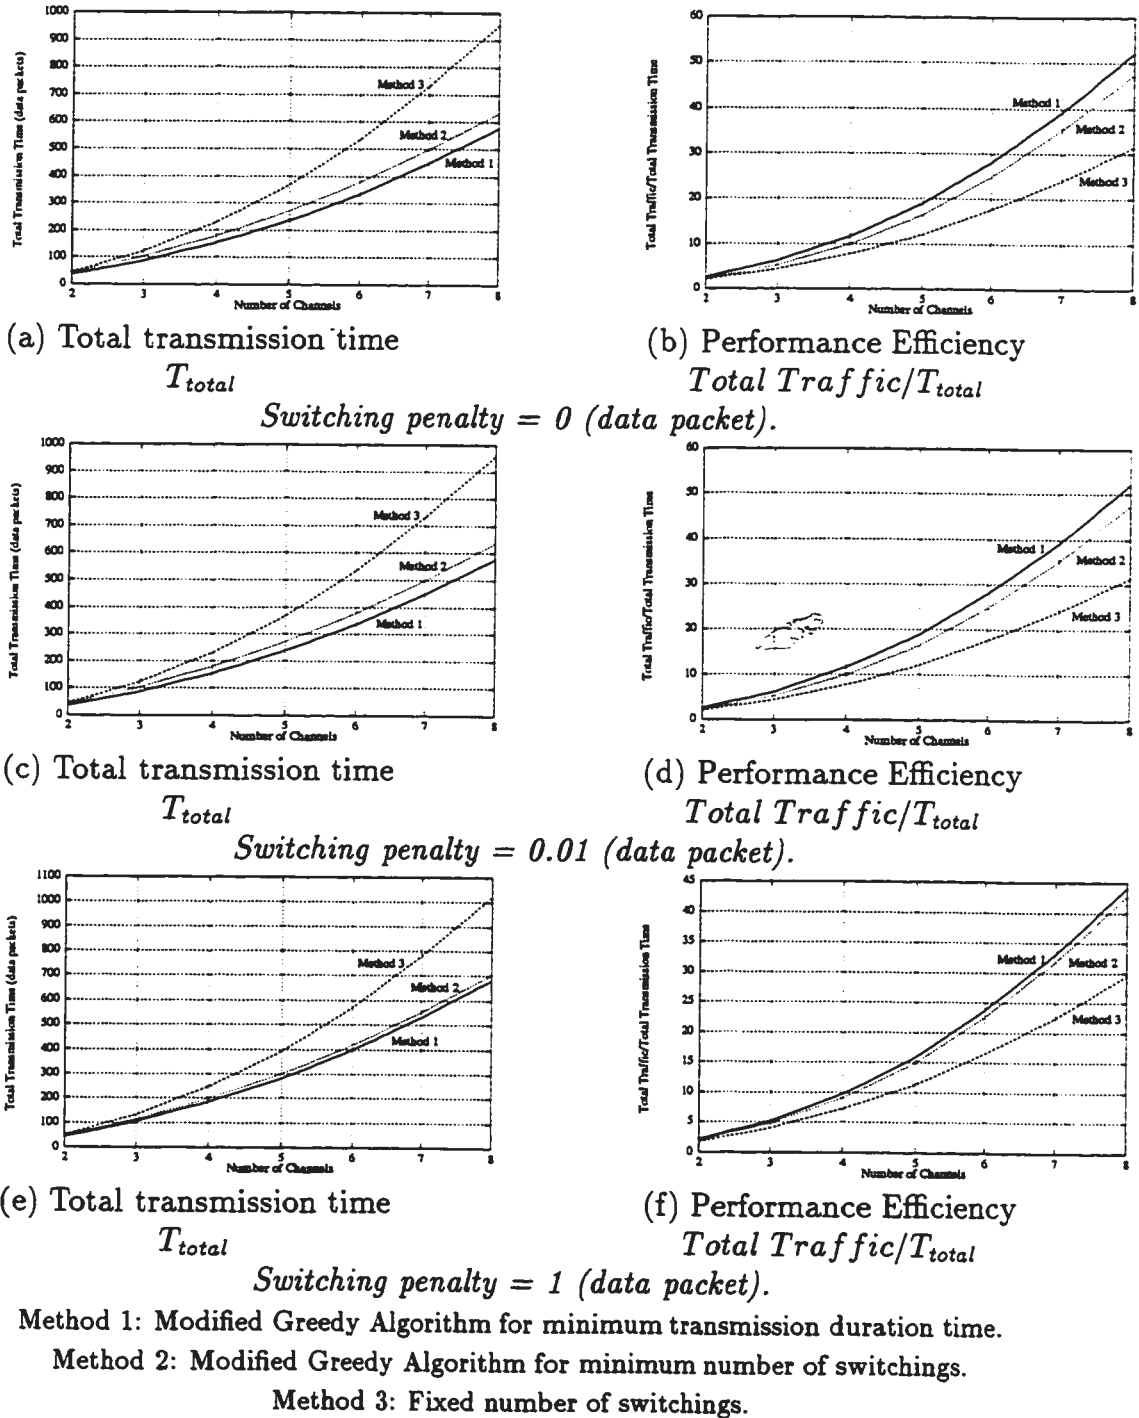 1000
900
800
700
600
500
400
300
200
100
0
Total Transmission Time (data packets)
Method 3
Method 2
Method 1
2 3 4 5 6 7 8
Number of Channels
60
50
40
30
20
10
0
Total Traffic/Total Transmission Time
Method 1
Method 2
Method 3
2 3 4 5 6 7 8
Number of Channels
(a) Total transmission time
T_total
(b) Performance Efficiency
Total Traffic/T_total
Switching penalty = 0 (data packet).
1000
900
800
700
600
500
400
300
200
100
0
Total Transmission Time (data packets)
Method 3
Method 2
Method 1
2 3 4 5 6 7 8
Number of Channels
60
50
40
30
20
10
0
Total Traffic/Total Transmission Time
Method 1
Method 2
Method 3
2 3 4 5 6 7 8
Number of Channels
(c) Total transmission time
T_total
(d) Performance Efficiency
Total Traffic/T_total
Switching penalty = 0.01 (data packet).
1100
1000
900
800
700
600
500
400
300
200
100
0
Total Transmission Time (data packets)
Method 3
Method 2
Method 1
2 3 4 5 6 7 8
Number of Channels
45
40
35
30
25
20
15
10
5
0
Total Traffic/Total Transmission Time
Method 1
Method 2
Method 3
2 3 4 5 6 7 8
Number of Channels
(e) Total transmission time
T_total
(f) Performance Efficiency
Total Traffic/T_total
Switching penalty = 1 (data packet).
Method 1: Modified Greedy Algorithm for minimum transmission duration time.
Method 2: Modified Greedy Algorithm for minimum number of switchings.
Method 3: Fixed number of switchings.